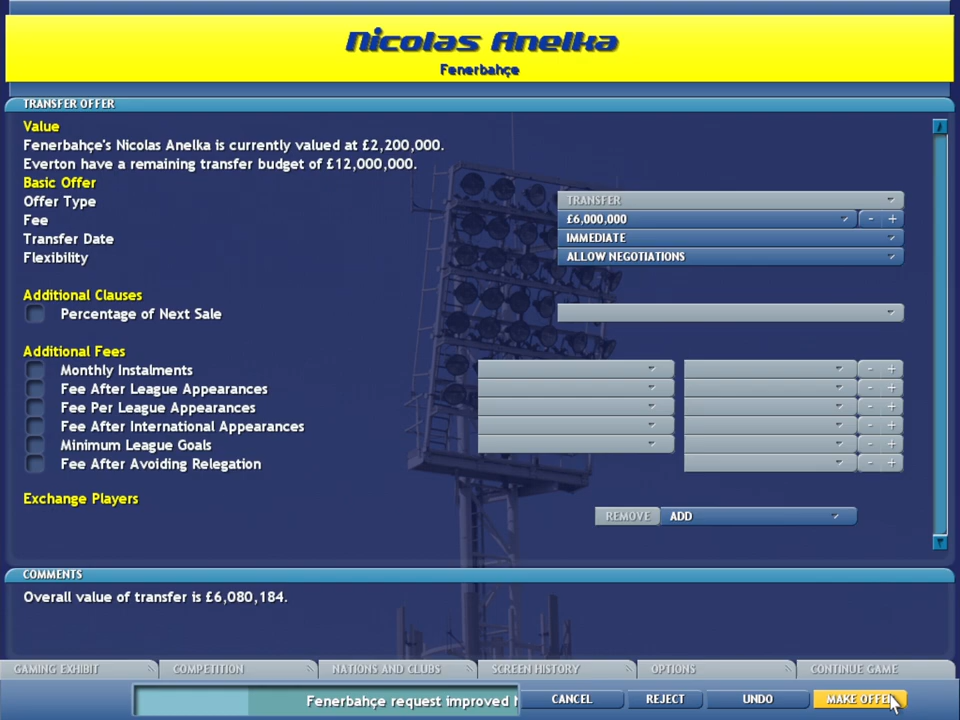 Nicolas Anelka
Fenerbahçe
TRANSFER OFFER
Value
Fenerbahçe's Nicolas Anelka is currently valued at £2,200,000.
Everton have a remaining transfer budget of £12,000,000.
Basic Offer
Offer Type TRANSFER
Fee £6,000,000 - +
Transfer Date IMMEDIATE
Flexibility ALLOW NEGOTIATIONS
Additional Clauses
Percentage of Next Sale
Additional Fees
Monthly Instalments - +
Fee After League Appearances - +
Fee Per League Appearances - +
Fee After International Appearances - +
Minimum League Goals - +
Fee After Avoiding Relegation - +
Exchange Players
REMOVE ADD
COMMENTS
Overall value of transfer is £6,080,184.
GAMING EXHIBIT COMPETITION NATIONS AND CLUBS SCREEN HISTORY OPTIONS CONTINUE GAME
Fenerbahçe request improved CANCEL REJECT UNDO MAKE OFFER